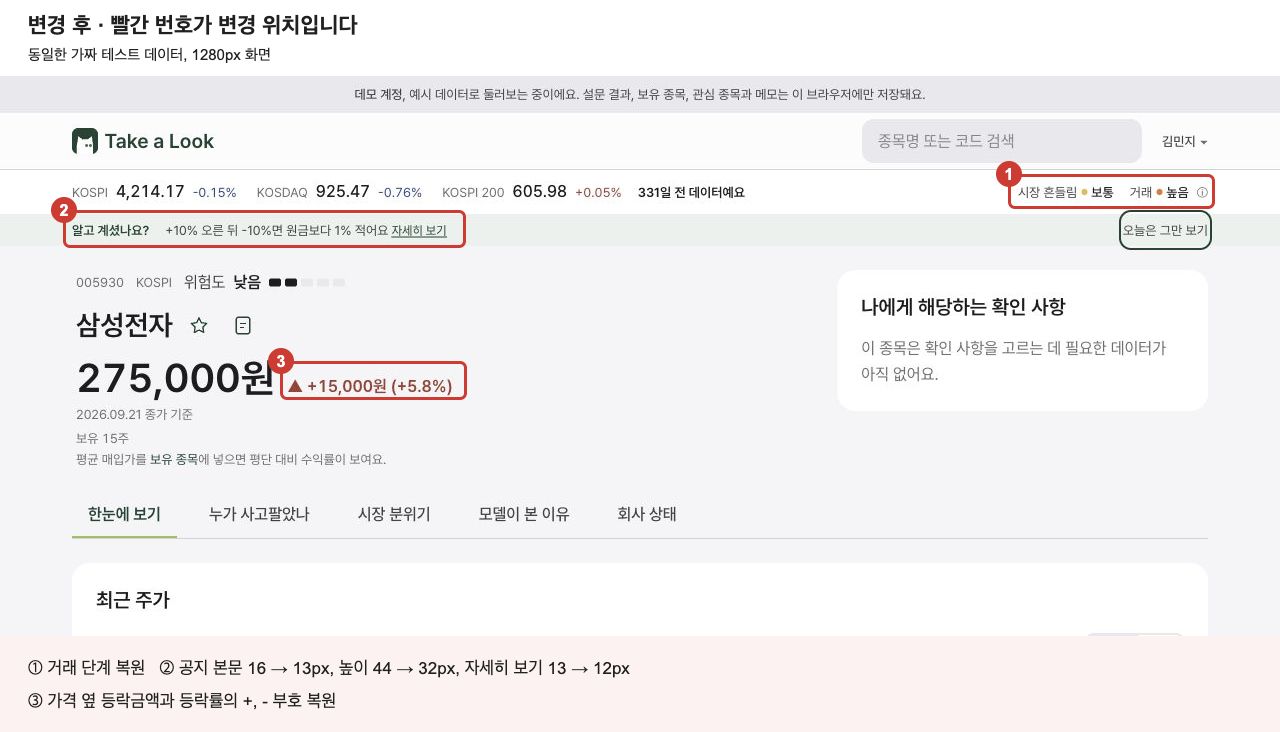 변경 후 · 빨간 번호가 변경 위치입니다
동일한 가짜 테스트 데이터, 1280px 화면
데모 계정, 예시 데이터로 둘러보는 중이에요. 설문 결과, 보유 종목, 관심 종목과 메모는 이 브라우저에만 저장돼요.
Take a Look 종목명 또는 코드 검색 김민지
KOSPI 4,214.17 -0.15% KOSDAQ 925.47 -0.76% KOSPI 200 605.98 +0.05% 331일 전 데이터예요 1 시장 흔들림 보통 거래 높음 ⓘ
2 알고 계셨나요? +10% 오른 뒤 -10%면 원금보다 1% 적어요 자세히 보기 오늘은 그만 보기
005930 KOSPI 위험도 낮음
삼성전자
275,000원 3 ▲ +15,000원 (+5.8%)
2026.09.21 종가 기준
보유 15주
평균 매입가를 보유 종목에 넣으면 평단 대비 수익률이 보여요.
나에게 해당하는 확인 사항
이 종목은 확인 사항을 고르는 데 필요한 데이터가
아직 없어요.
한눈에 보기 누가 사고팔았나 시장 분위기 모델이 본 이유 회사 상태
최근 주가
① 거래 단계 복원 ② 공지 본문 16 → 13px, 높이 44 → 32px, 자세히 보기 13 → 12px
③ 가격 옆 등락금액과 등락률의 +, - 부호 복원